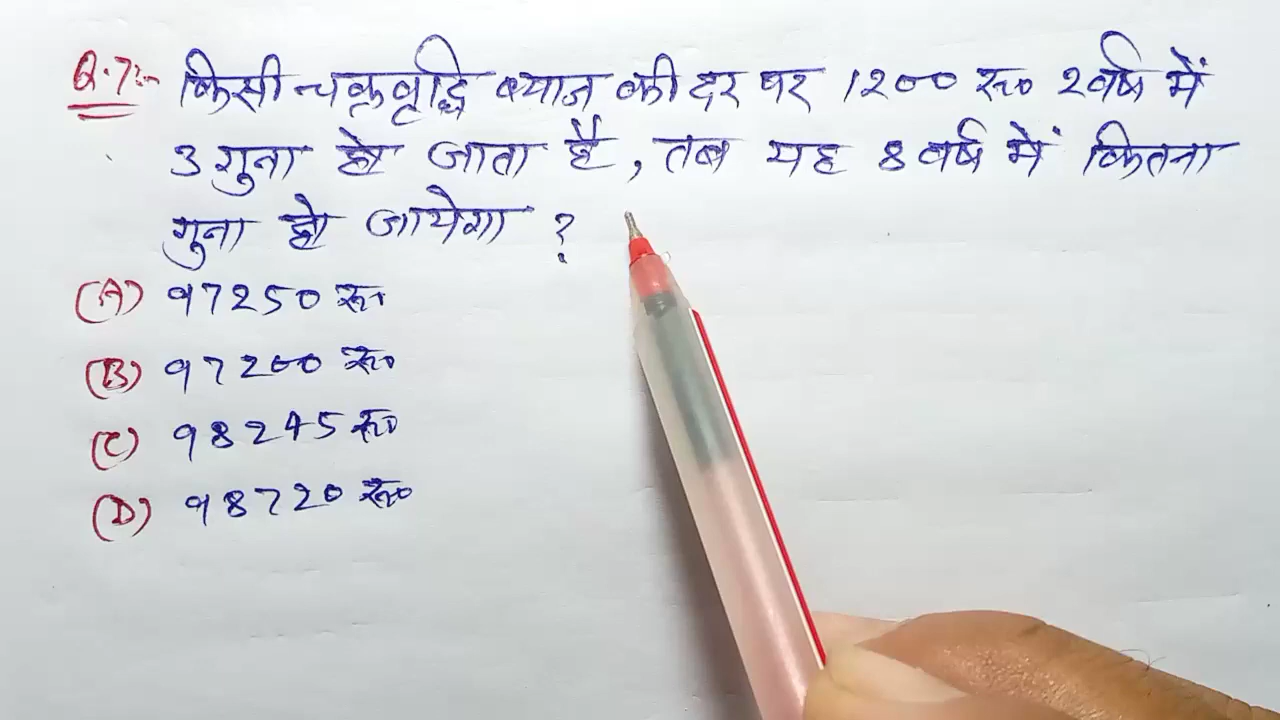 Q.7:- किसी चक्रवृद्धि ब्याज की दर पर 1200 रू० 2 वर्ष में
3 गुना हो जाता है, तब यह 8 वर्ष में कितना
गुना हो जायेगा ?
(A) 97250 रू०
(B) 97200 रू०
(C) 98245 रू०
(D) 98720 रू०